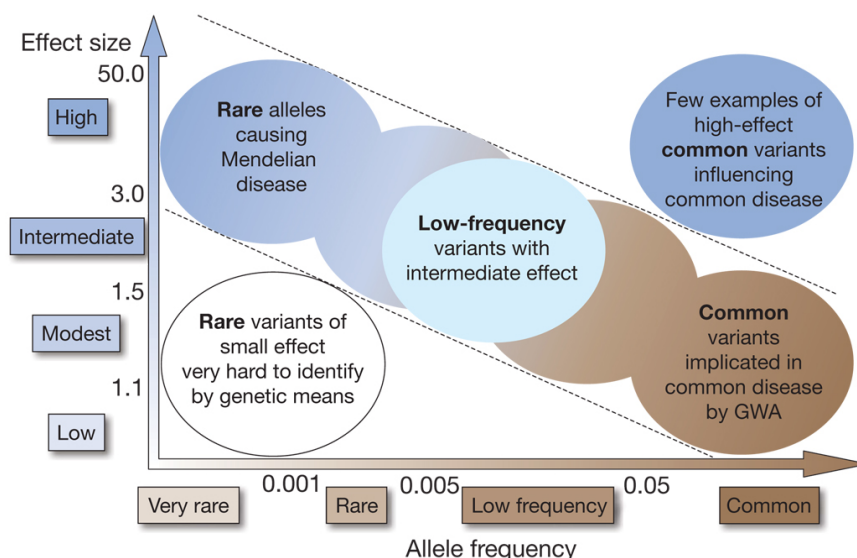 Effect size
50.0
High
3.0
Intermediate
1.5
Modest
1.1
Low
Rare alleles
causing
Mendelian
disease
Few examples of
high-effect
common variants
influencing
common disease
Low-frequency
variants with
intermediate effect
Rare variants of
small effect
very hard to identify
by genetic means
Common
variants
implicated in
common disease
by GWA
0.001
0.005
0.05
Very rare
Rare
Low frequency
Common
Allele frequency